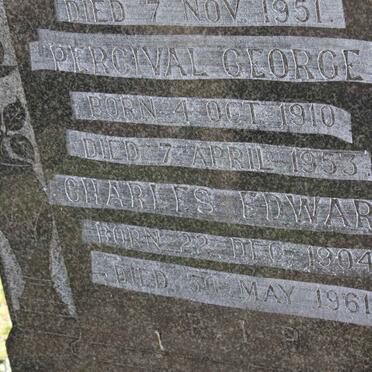 DIED 7 NOV. 1951.
PERCIVAL GEORGE
BORN 4 OCT. 1910
DIED 7 APRIL 1953
CHARLES EDWAR
BORN 22 DEC. 1904
DIED 30 MAY 1961